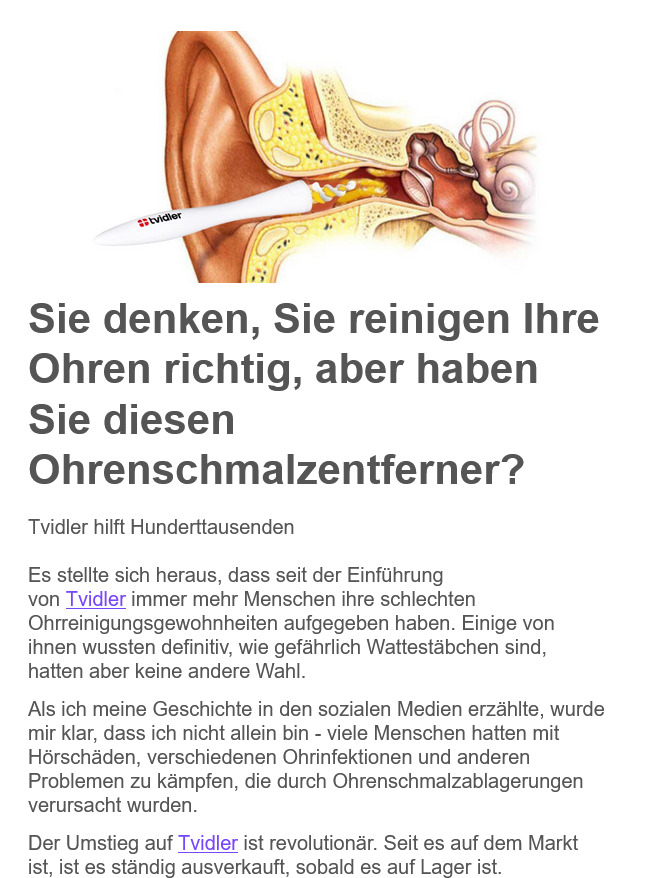 tvidler
Sie denken, Sie reinigen Ihre
Ohren richtig, aber haben
Sie diesen
Ohrenschmalzentferner?
Tvidler hilft Hunderttausenden
Es stellte sich heraus, dass seit der Einführung
von Tvidler immer mehr Menschen ihre schlechten
Ohrreinigungsgewohnheiten aufgegeben haben. Einige von
ihnen wussten definitiv, wie gefährlich Wattestäbchen sind,
hatten aber keine andere Wahl.
Als ich meine Geschichte in den sozialen Medien erzählte, wurde
mir klar, dass ich nicht allein bin - viele Menschen hatten mit
Hörschäden, verschiedenen Ohrinfektionen und anderen
Problemen zu kämpfen, die durch Ohrenschmalzablagerungen
verursacht wurden.
Der Umstieg auf Tvidler ist revolutionär. Seit es auf dem Markt
ist, ist es ständig ausverkauft, sobald es auf Lager ist.